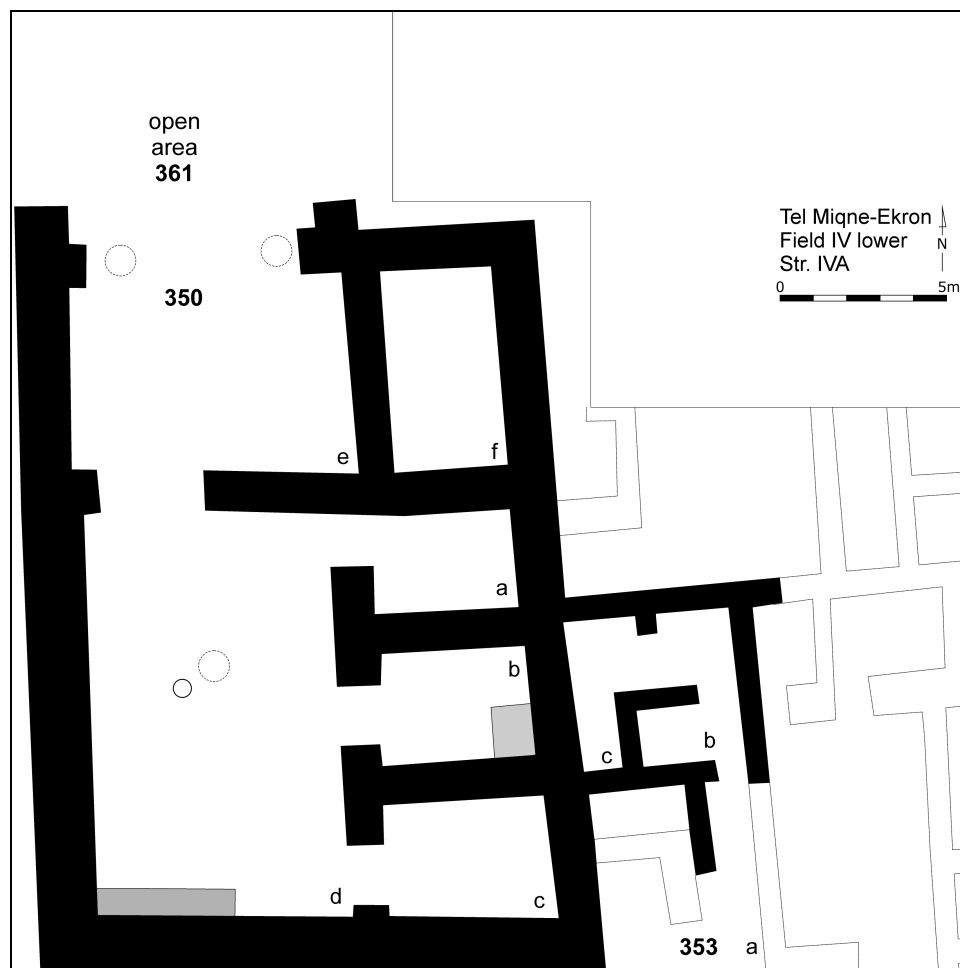 open
area
361
Tel Miqne-Ekron
Field IV lower
Str. IVA
N
0 5m
350
e
f
a
b
b
c
d
c
353 a